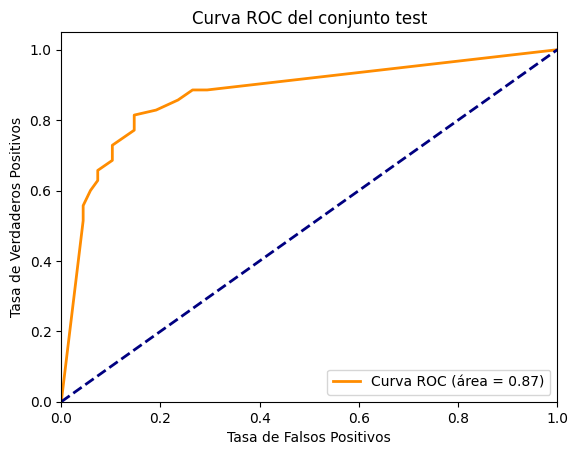 Curva ROC del conjunto test
Tasa de Verdaderos Positivos
1.0
0.8
0.6
0.4
0.2
0.0
0.0 0.2 0.4 0.6 0.8 1.0
Tasa de Falsos Positivos
Curva ROC (área = 0.87)